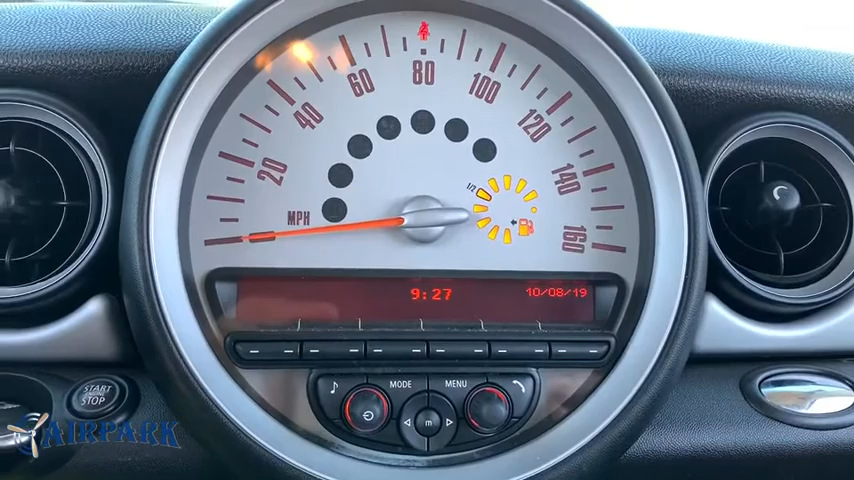 80
60
100
40
120
20
140
1/2
MPH
160
9:27
10/08/19
START
STOP
MODE
MENU
m
AIRPARK